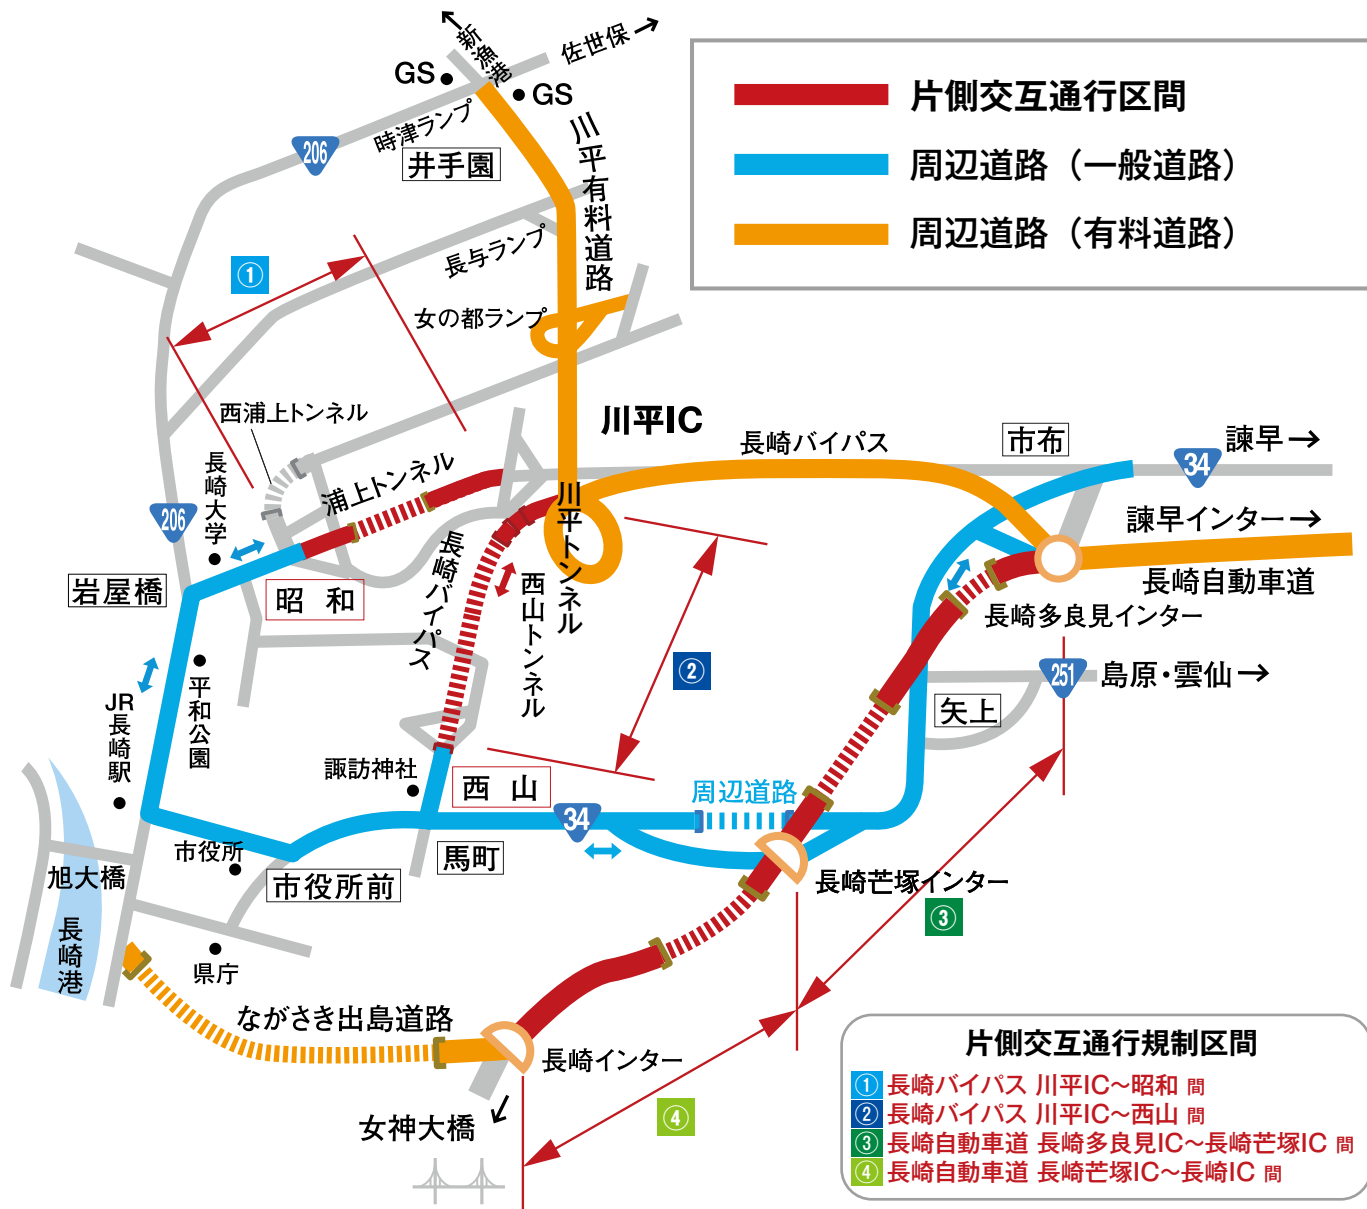 新漁港
佐世保
GS
GS
206
時津ランプ
井手園
川平有料道路
片側交互通行区間
周辺道路（一般道路）
周辺道路（有料道路）
①
長与ランプ
女の都ランプ
西浦上トンネル
川平IC
長崎バイパス
市布
諫早
34
長崎大学
浦上トンネル
206
川平トンネル
諫早インター
長崎自動車道
岩屋橋
昭和
長崎バイパス
西山トンネル
長崎多良見インター
②
251
島原・雲仙
矢上
平和公園
JR長崎駅
諏訪神社
西山
周辺道路
34
市役所
馬町
旭大橋
市役所前
長崎芒塚インター
③
長崎港
県庁
ながさき出島道路
長崎インター
女神大橋
④
片側交互通行規制区間
① 長崎バイパス 川平IC～昭和 間
② 長崎バイパス 川平IC～西山 間
③ 長崎自動車道 長崎多良見IC～長崎芒塚IC 間
④ 長崎自動車道 長崎芒塚IC～長崎IC 間